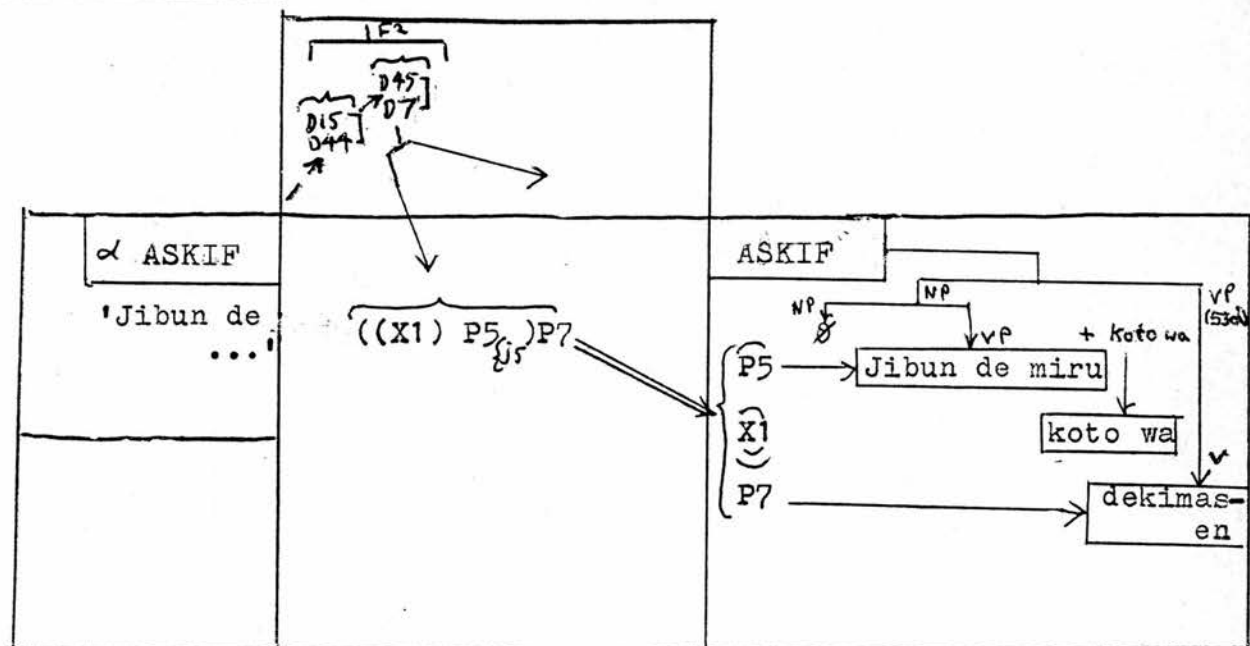 IF2
D45
D7
D15
D44
α ASKIF
'Jibun de
...'
((X1) P5 )P7
ASKIF
NP
NP
VP
+ koto wa
VP
P5
Jibun de miru
X1
koto wa
P7
V
dekimas-
en